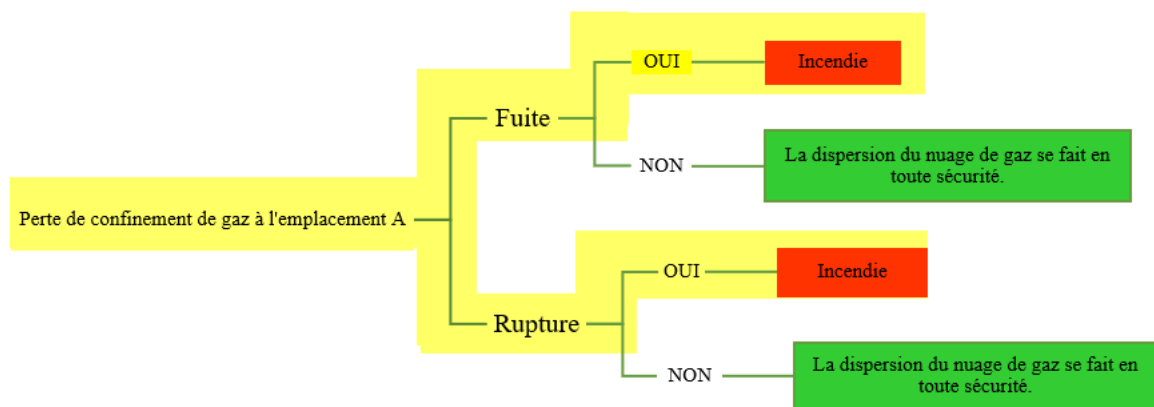 OUI
Incendie
Fuite
NON
La dispersion du nuage de gaz se fait en
toute sécurité.
Perte de confinement de gaz à l'emplacement A
OUI
Incendie
Rupture
NON
La dispersion du nuage de gaz se fait en
toute sécurité.